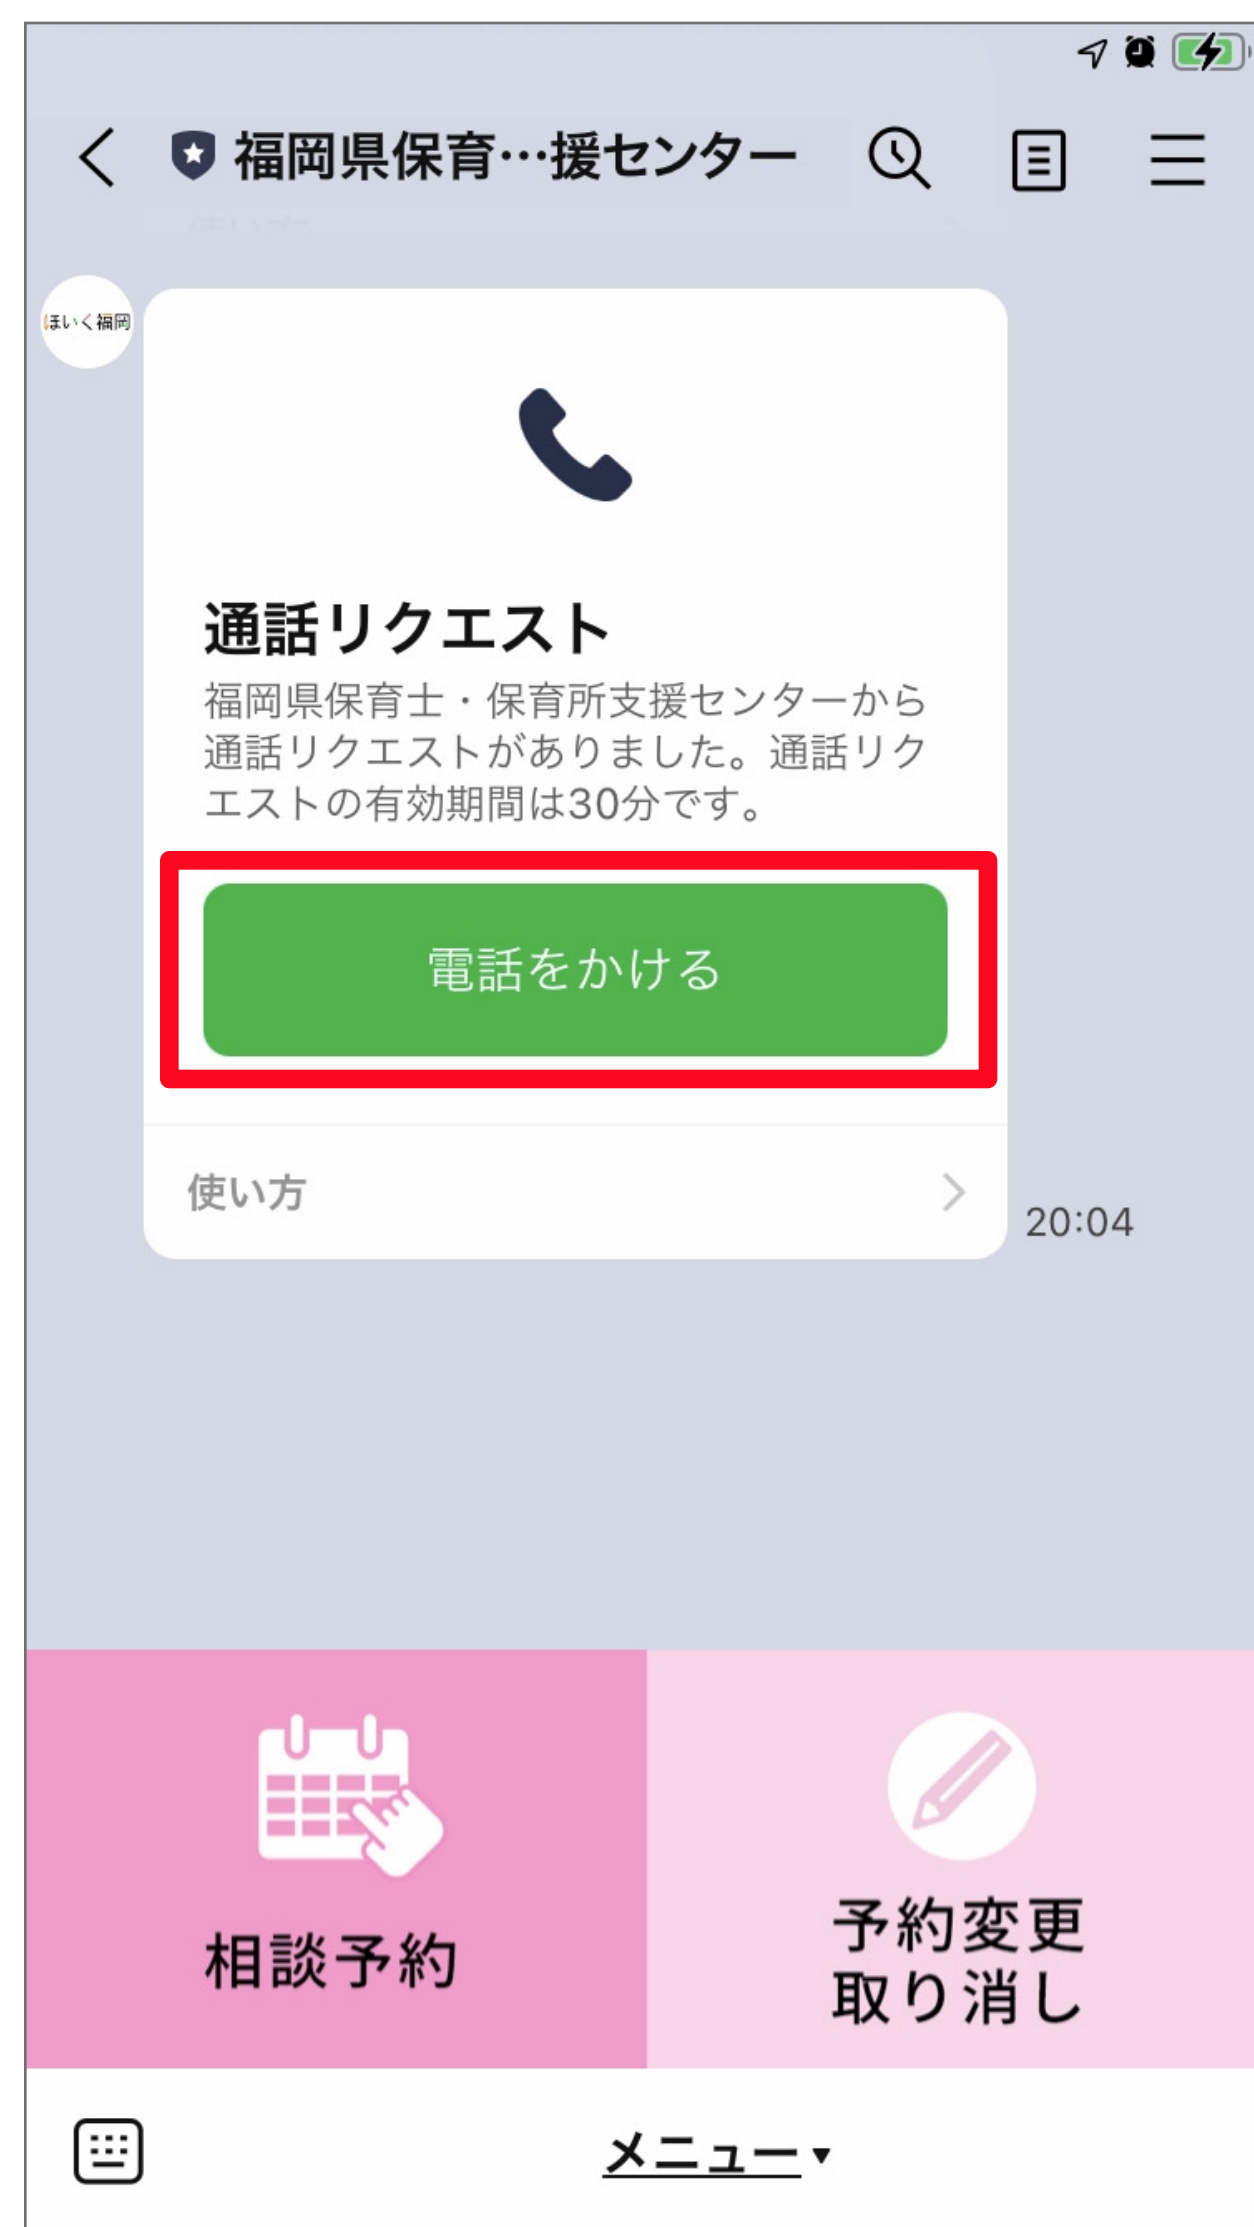 福岡県保育…援センター
使い方
ほいく福岡
通話リクエスト
福岡県保育士・保育所支援センターから
通話リクエストがありました。通話リク
エストの有効期間は30分です。
電話をかける
使い方
20:04
相談予約
予約変更
取り消し
メニュー▼